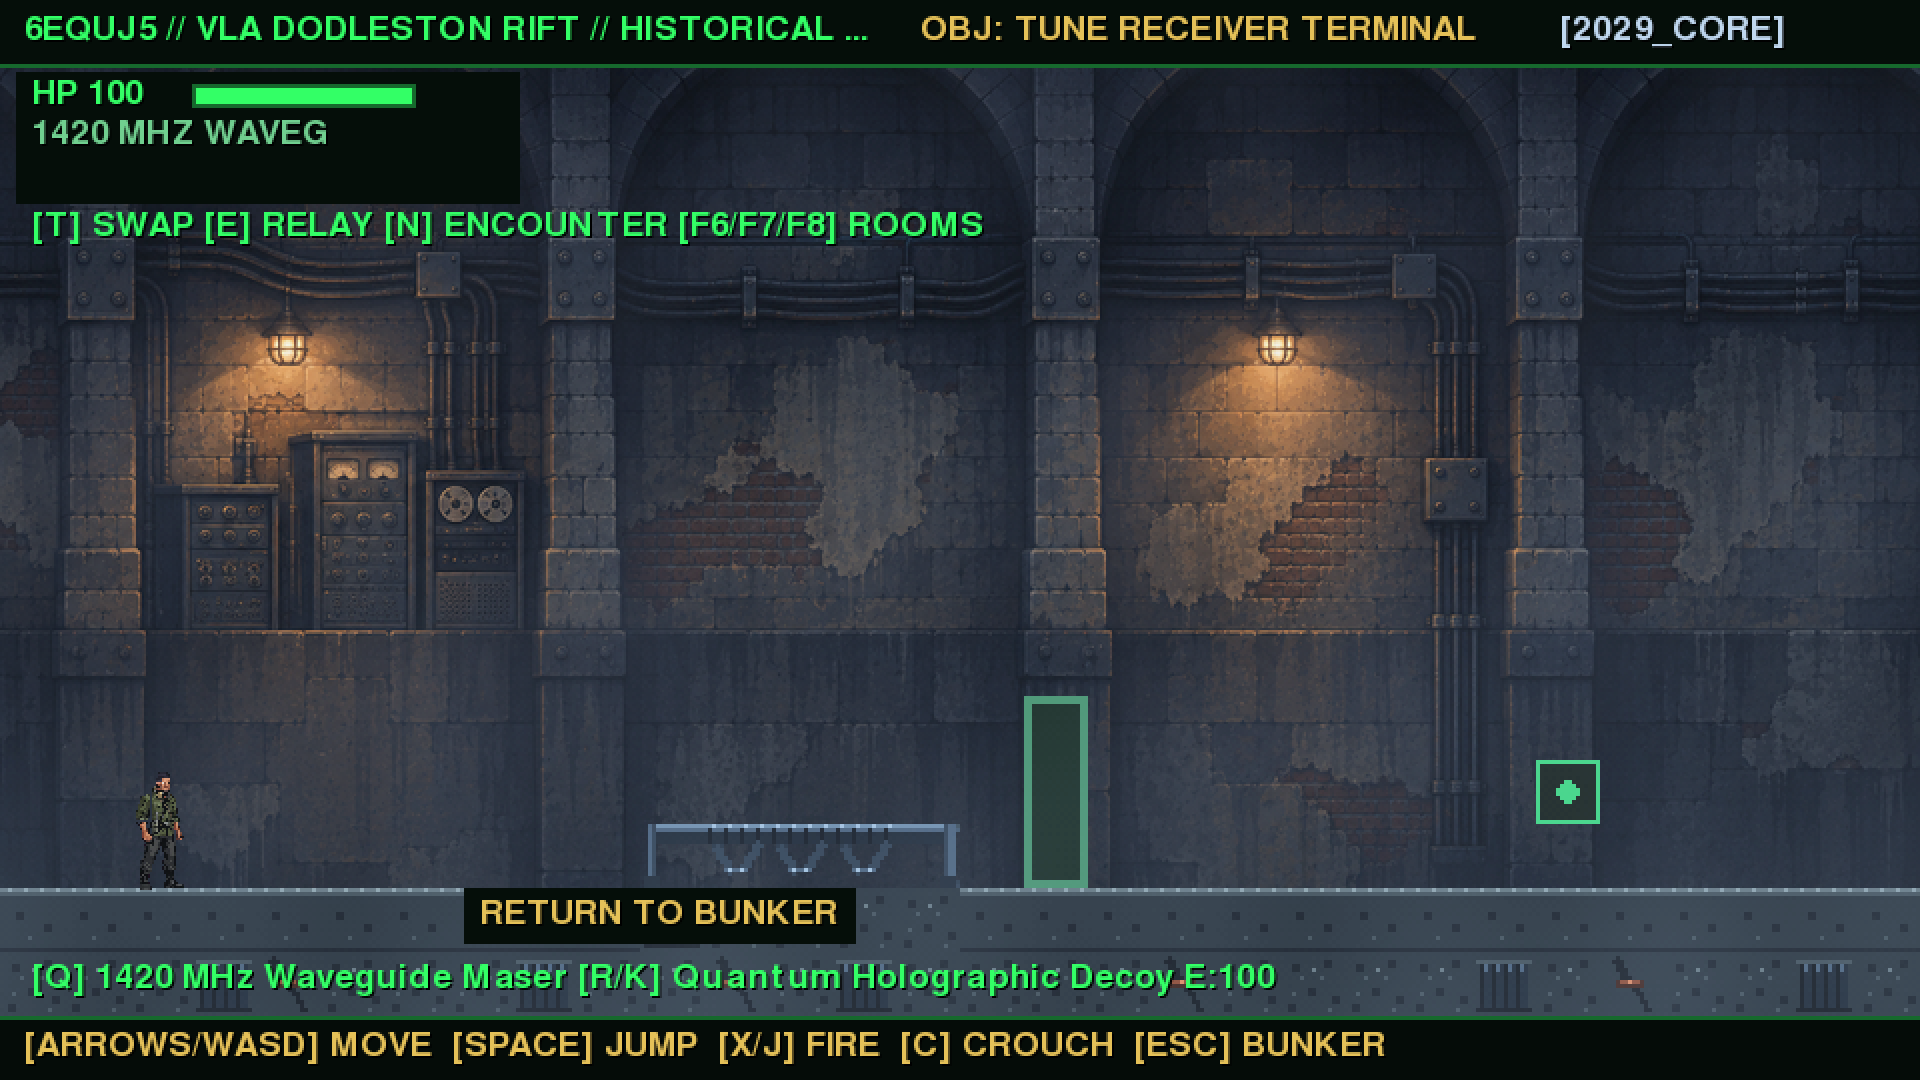 6EQUJ5 // VLA DODLESTON RIFT // HISTORICAL ... OBJ: TUNE RECEIVER TERMINAL [2029_CORE]
HP 100
1420 MHZ WAVEG
[T] SWAP [E] RELAY [N] ENCOUNTER [F6/F7/F8] ROOMS
RETURN TO BUNKER
[Q] 1420 MHz Waveguide Maser [R/K] Quantum Holographic Decoy E:100
[ARROWS/WASD] MOVE [SPACE] JUMP [X/J] FIRE [C] CROUCH [ESC] BUNKER